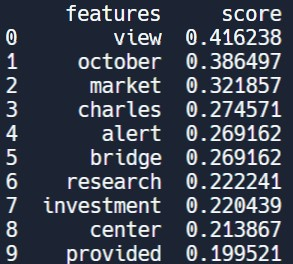 features score
0 view 0.416238
1 october 0.386497
2 market 0.321857
3 charles 0.274571
4 alert 0.269162
5 bridge 0.269162
6 research 0.222241
7 investment 0.220439
8 center 0.213867
9 provided 0.199521